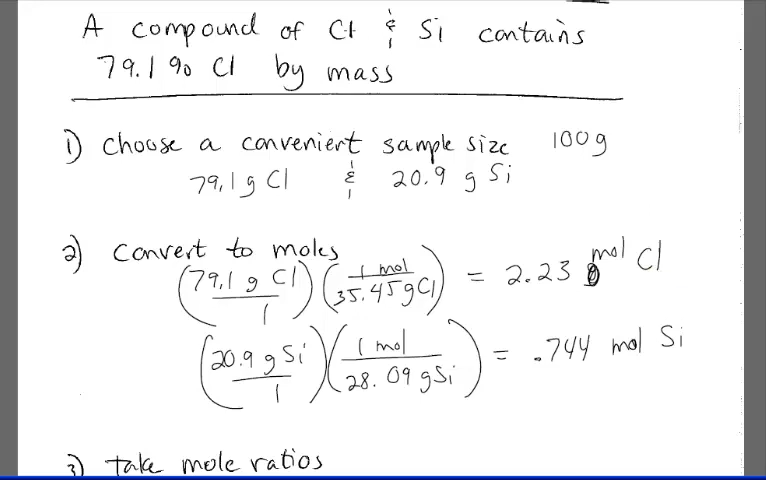 A compound of Cl & Si contains
79.1% Cl by mass
1) choose a convenient sample size 100g
79.1 g Cl & 20.9 g Si
2) convert to moles
(79.1 g Cl / 1) (1 mol / 35.45 g Cl) = 2.23 mol Cl
(20.9 g Si / 1) (1 mol / 28.09 g Si) = .744 mol Si
3) take mole ratios